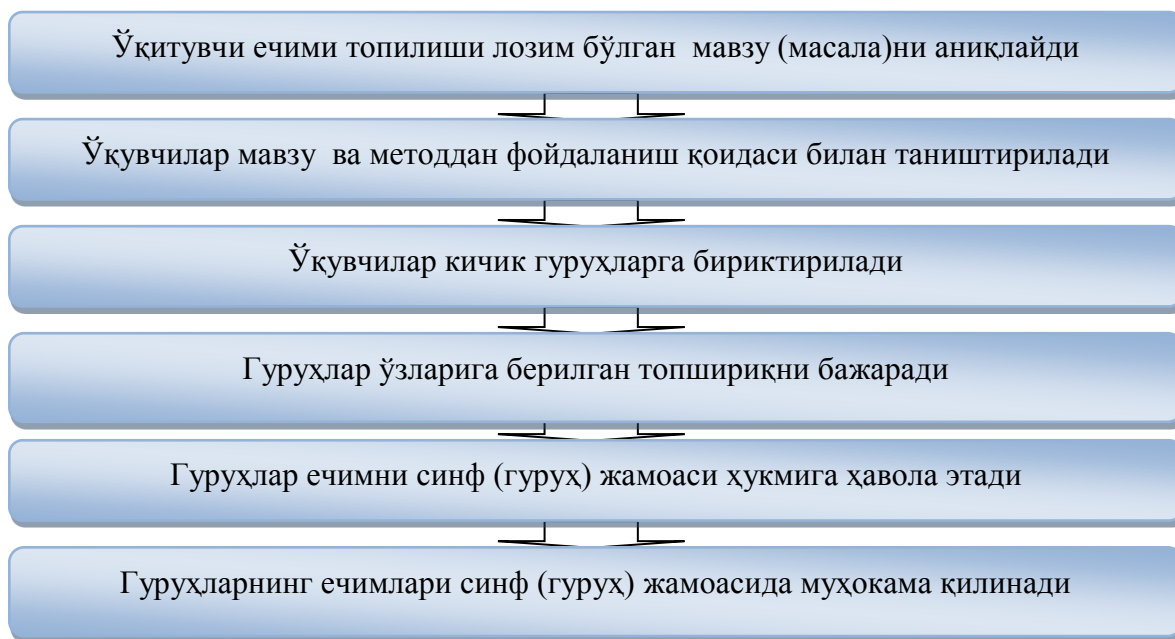 Ўқитувчи ечими топилиши лозим бўлган мавзу (масала)ни аниқлайди
Ўқувчилар мавзу ва методдан фойдаланиш қоидаси билан таништирилади
Ўқувчилар кичик гуруҳларга бириктирилади
Гуруҳлар ўзларига берилган топшириқни бажаради
Гуруҳлар ечимни синф (гуруҳ) жамоаси ҳукмига ҳавола этади
Гуруҳларнинг ечимлари синф (гуруҳ) жамоасида муҳокама қилинади